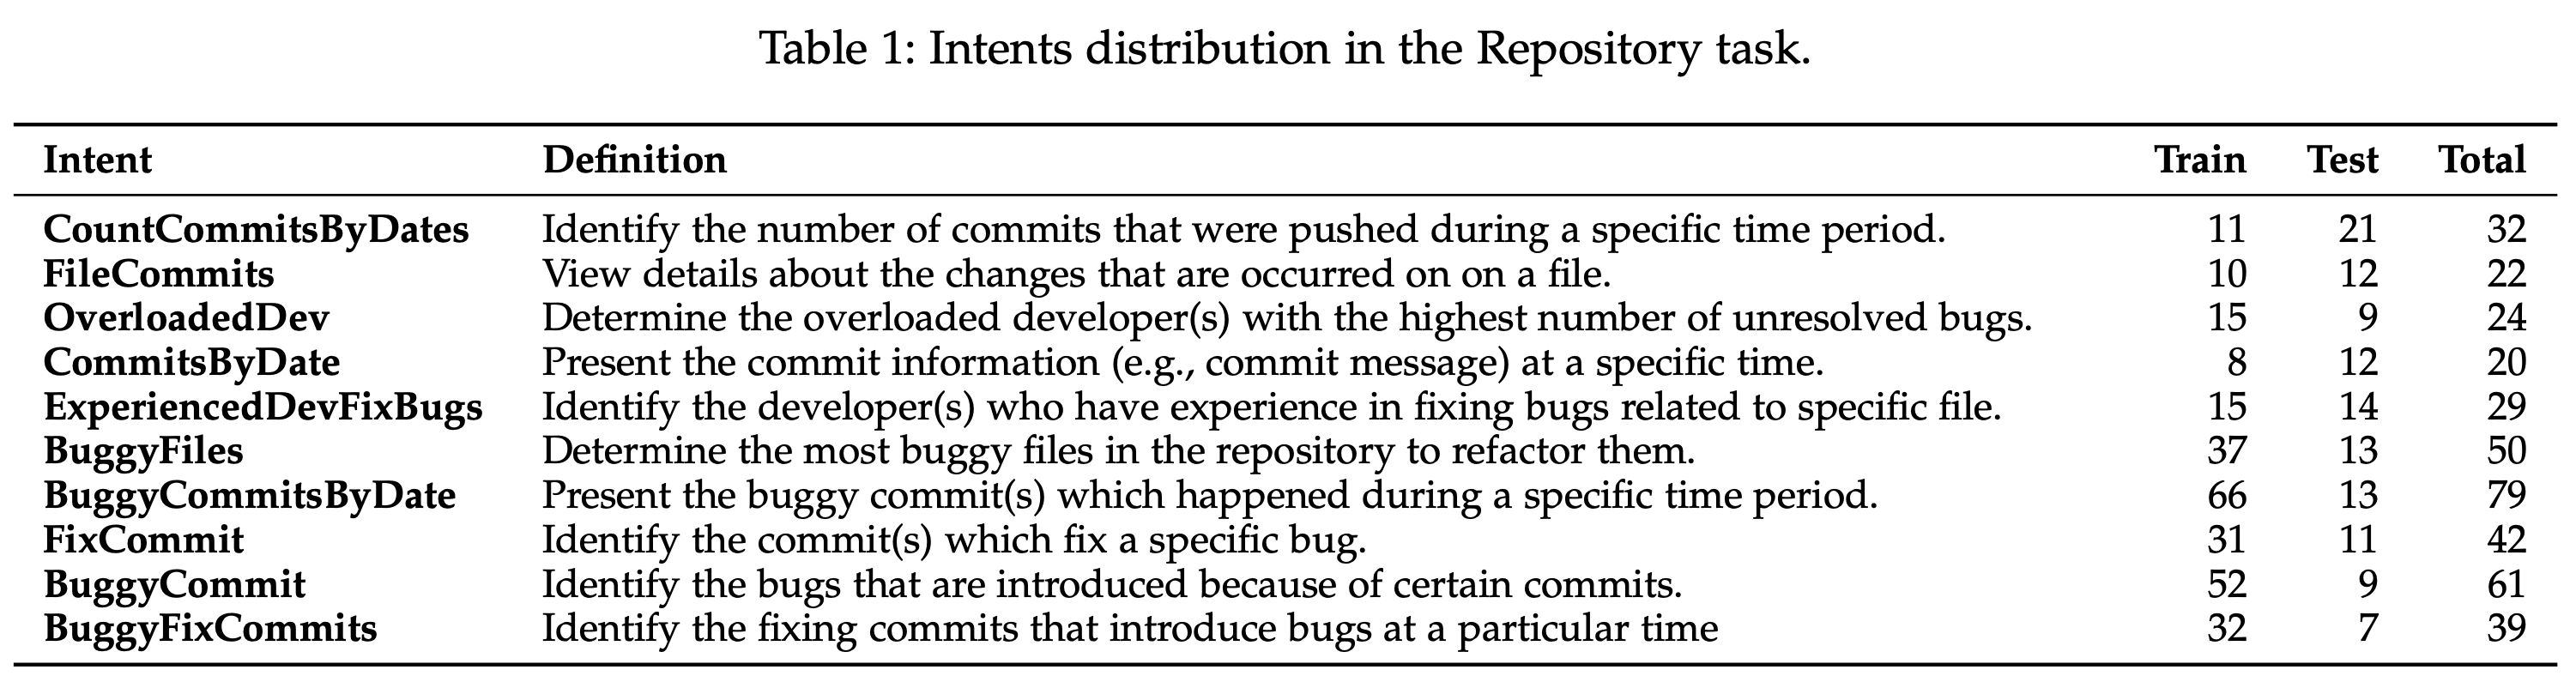 Table 1: Intents distribution in the Repository task.
Intent Definition Train Test Total
CountCommitsByDates Identify the number of commits that were pushed during a specific time period. 11 21 32
FileCommits View details about the changes that are occurred on on a file. 10 12 22
OverloadedDev Determine the overloaded developer(s) with the highest number of unresolved bugs. 15 9 24
CommitsByDate Present the commit information (e.g., commit message) at a specific time. 8 12 20
ExperiencedDevFixBugs Identify the developer(s) who have experience in fixing bugs related to specific file. 15 14 29
BuggyFiles Determine the most buggy files in the repository to refactor them. 37 13 50
BuggyCommitsByDate Present the buggy commit(s) which happened during a specific time period. 66 13 79
FixCommit Identify the commit(s) which fix a specific bug. 31 11 42
BuggyCommit Identify the bugs that are introduced because of certain commits. 52 9 61
BuggyFixCommits Identify the fixing commits that introduce bugs at a particular time 32 7 39